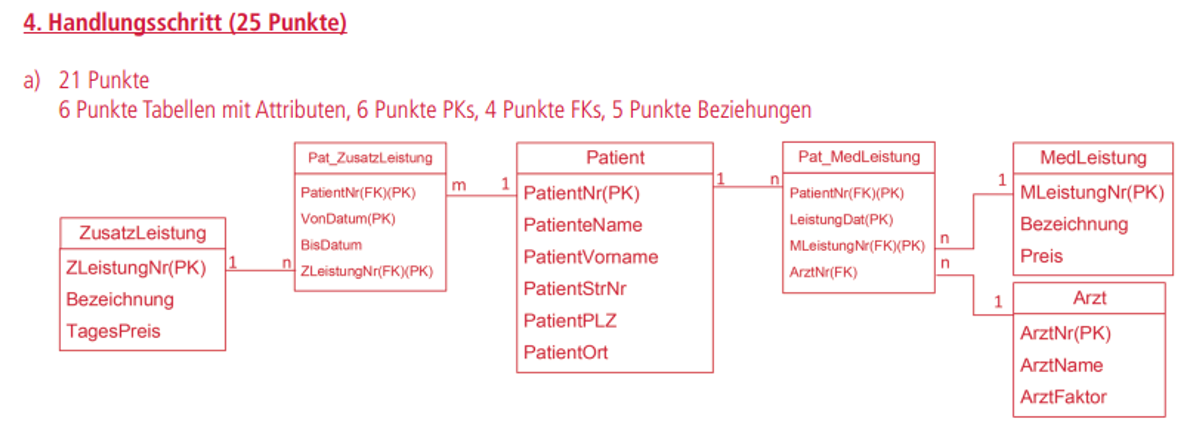 4. Handlungsschritt (25 Punkte)
a) 21 Punkte
6 Punkte Tabellen mit Attributen, 6 Punkte PKs, 4 Punkte FKs, 5 Punkte Beziehungen
ZusatzLeistung
ZLeistungNr(PK)
Bezeichnung
TagesPreis
1
n
Pat_ZusatzLeistung
PatientNr(FK)(PK)
VonDatum(PK)
BisDatum
ZLeistungNr(FK)(PK)
m
1
Patient
PatientNr(PK)
PatienteName
PatientVorname
PatientStrNr
PatientPLZ
PatientOrt
1
n
Pat_MedLeistung
PatientNr(FK)(PK)
LeistungDat(PK)
MLeistungNr(FK)(PK)
ArztNr(FK)
n
1
n
1
MedLeistung
MLeistungNr(PK)
Bezeichnung
Preis
Arzt
ArztNr(PK)
ArztName
ArztFaktor